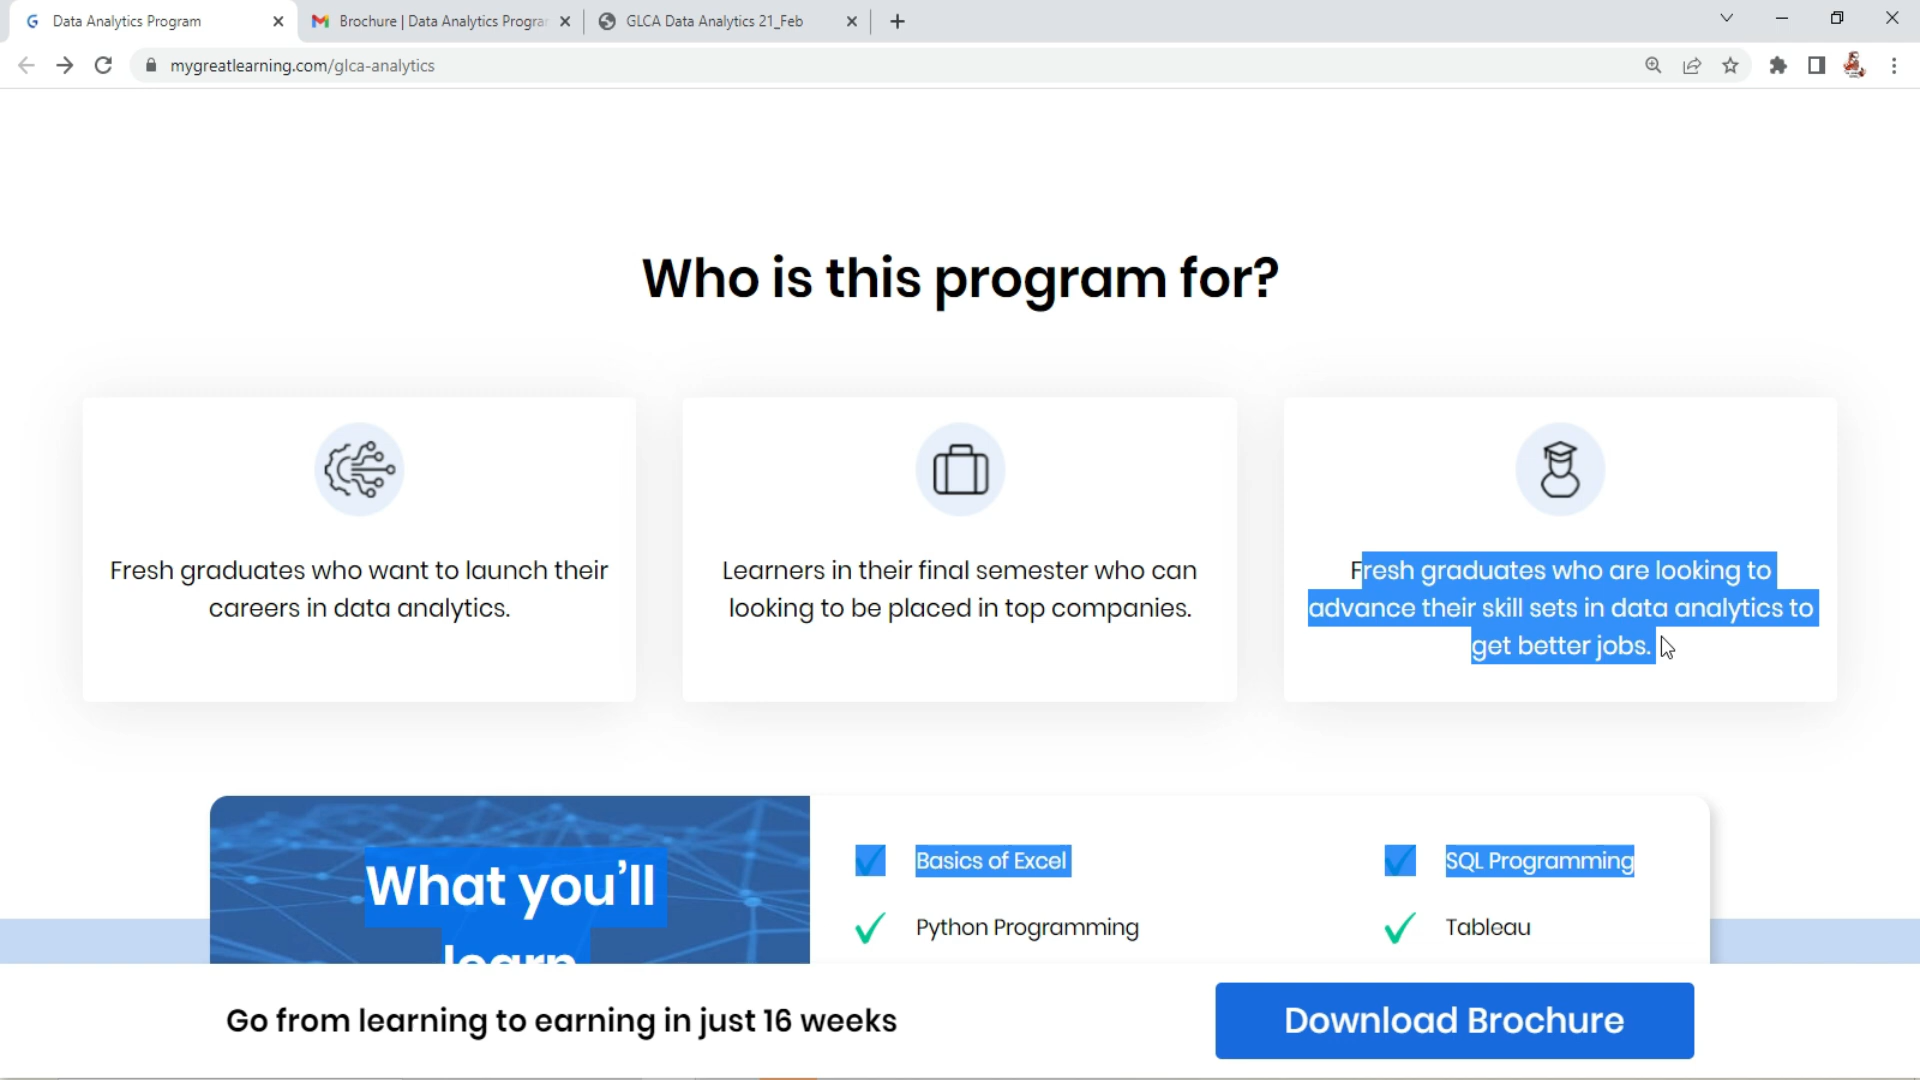 Data Analytics Program
Brochure | Data Analytics Progra
GLCA Data Analytics 21_Feb
mygreatlearning.com/glca-analytics
Who is this program for?
Fresh graduates who want to launch their
careers in data analytics.
Learners in their final semester who can
looking to be placed in top companies.
Fresh graduates who are looking to
advance their skill sets in data analytics to
get better jobs.
What you'll
learn
Basics of Excel
SQL Programming
Python Programming
Tableau
Go from learning to earning in just 16 weeks
Download Brochure